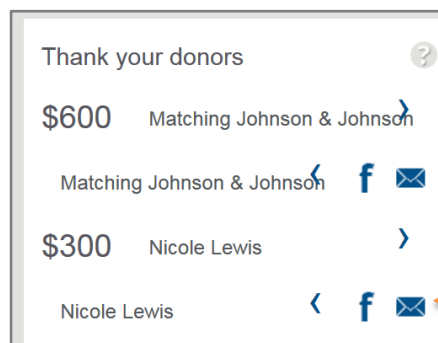 Thank your donors ?
$600 Matching Johnson & Johnson
Matching Johnson & Johnson f
$300 Nicole Lewis
Nicole Lewis f